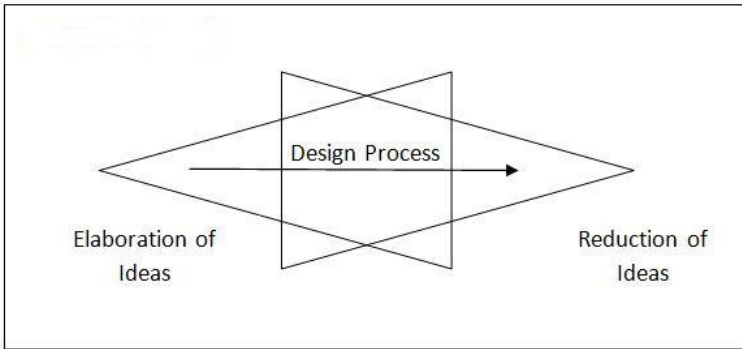 Design Process
Elaboration of
Ideas
Reduction of
Ideas